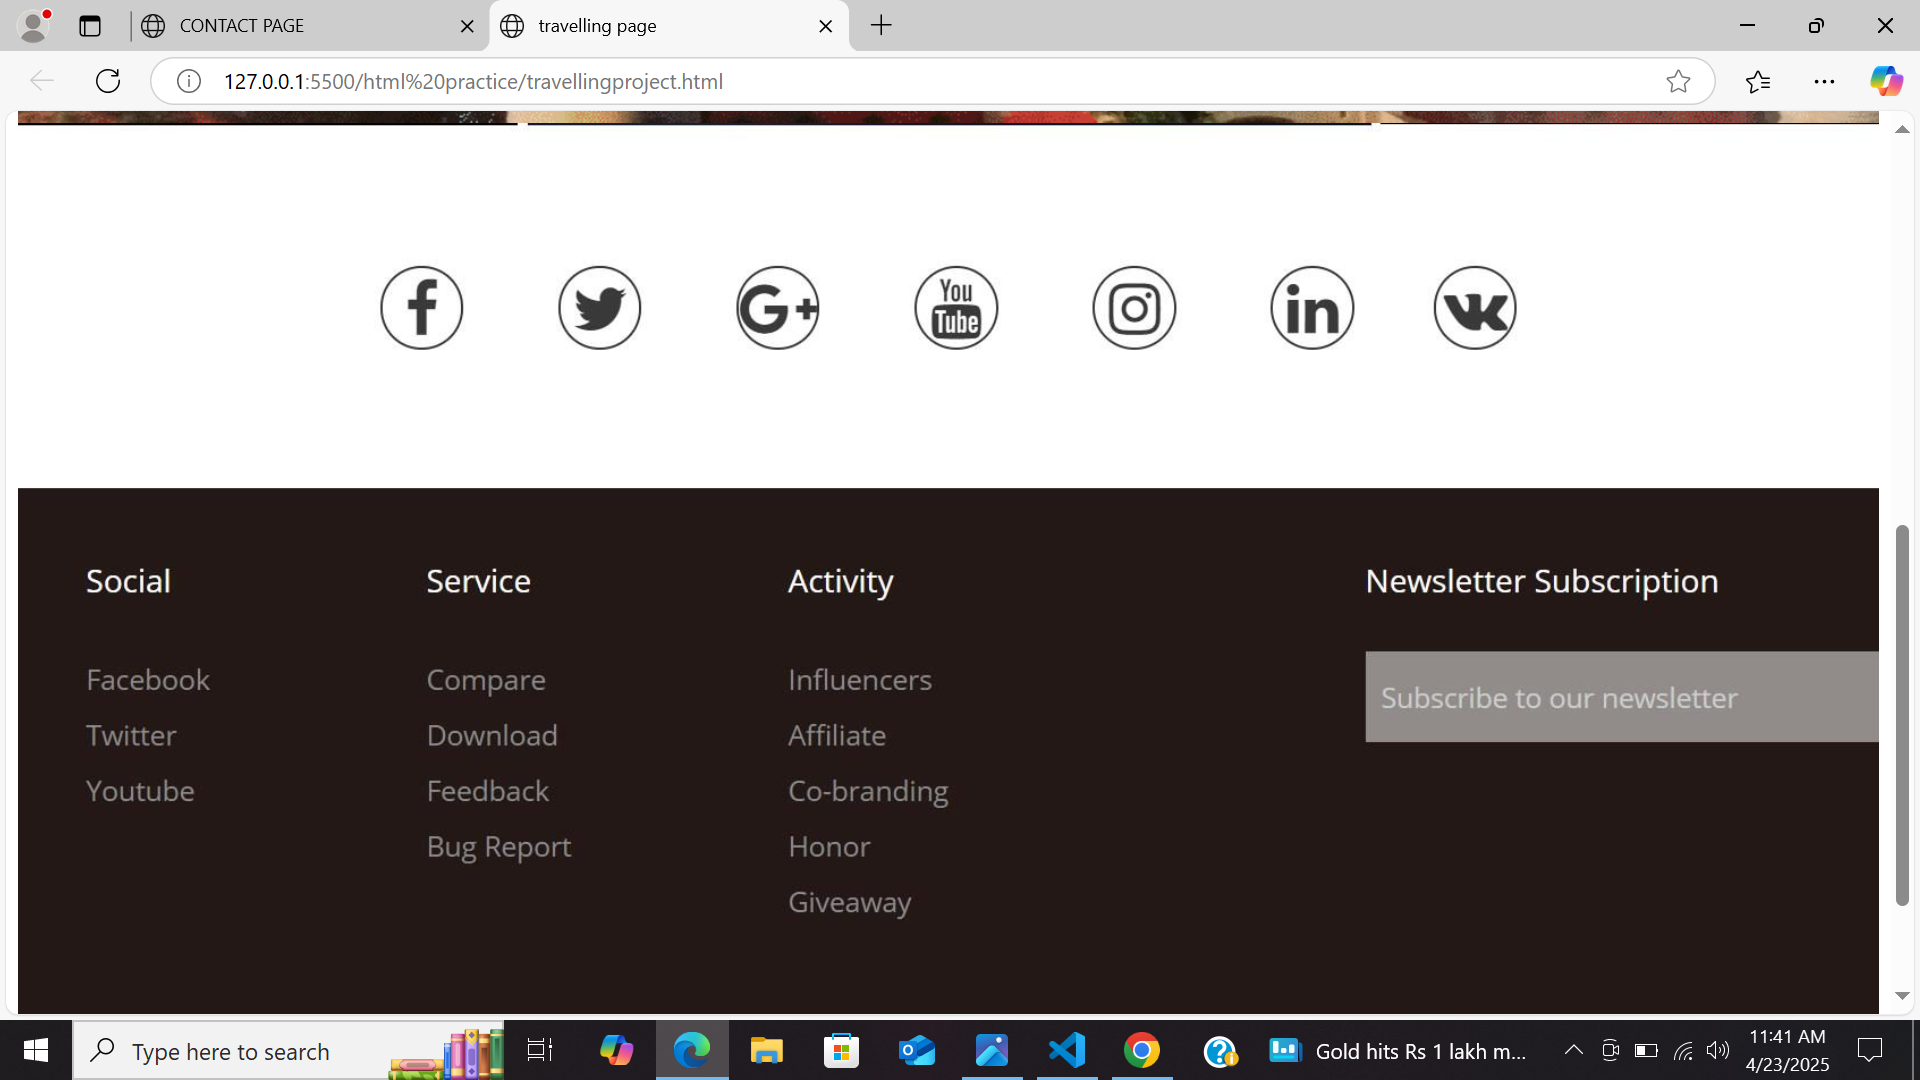 CONTACT PAGE
travelling page
127.0.0.1:5500/html%20practice/travellingproject.html
f
G+
You
Tube
in
Social
Service
Activity
Newsletter Subscription
Facebook
Compare
Influencers
Subscribe to our newsletter
Twitter
Download
Affiliate
Youtube
Feedback
Co-branding
Bug Report
Honor
Giveaway
Type here to search
Gold hits Rs 1 lakh m...
11:41 AM
4/23/2025